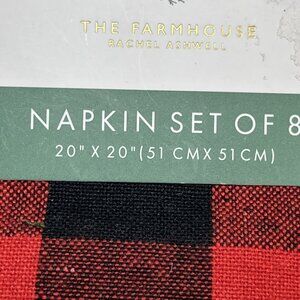 THE FARMHOUSE
RACHEL ASHWELL
NAPKIN SET OF 8
20" X 20"(51 CMX 51CM)